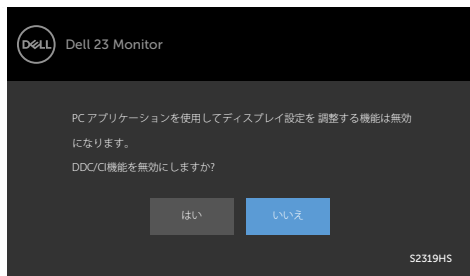 DELL Dell 23 Monitor
PC アプリケーションを使用してディスプレイ設定を 調整する機能は無効
になります。
DDC/CI機能を無効にしますか?
はい いいえ
S2319HS